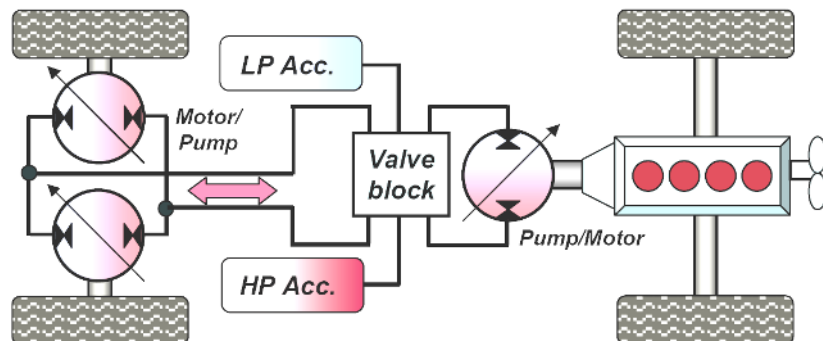 LP Acc.
Motor/
Pump
Valve
block
Pump/Motor
HP Acc.